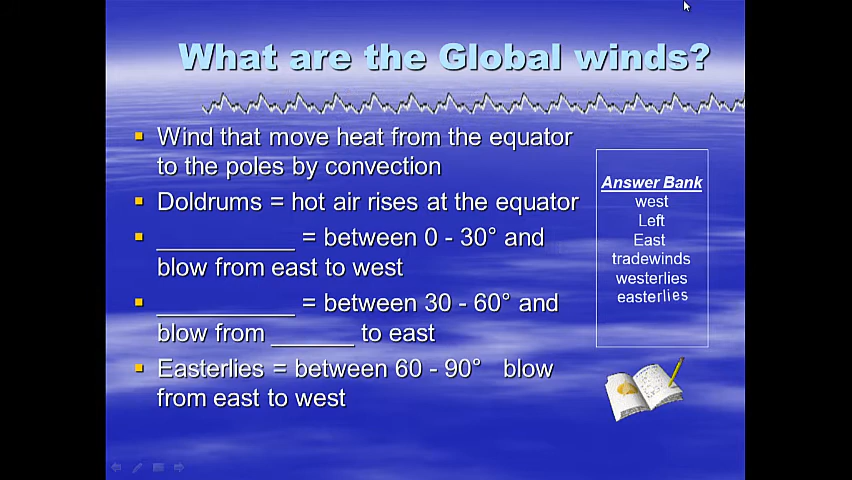 What are the Global winds?
Wind that move heat from the equator
to the poles by convection
Doldrums = hot air rises at the equator
__________ = between 0 - 30° and
blow from east to west
__________ = between 30 - 60° and
blow from ______ to east
Easterlies = between 60 - 90° blow
from east to west
Answer Bank
west
Left
East
tradewinds
westerlies
easterlies